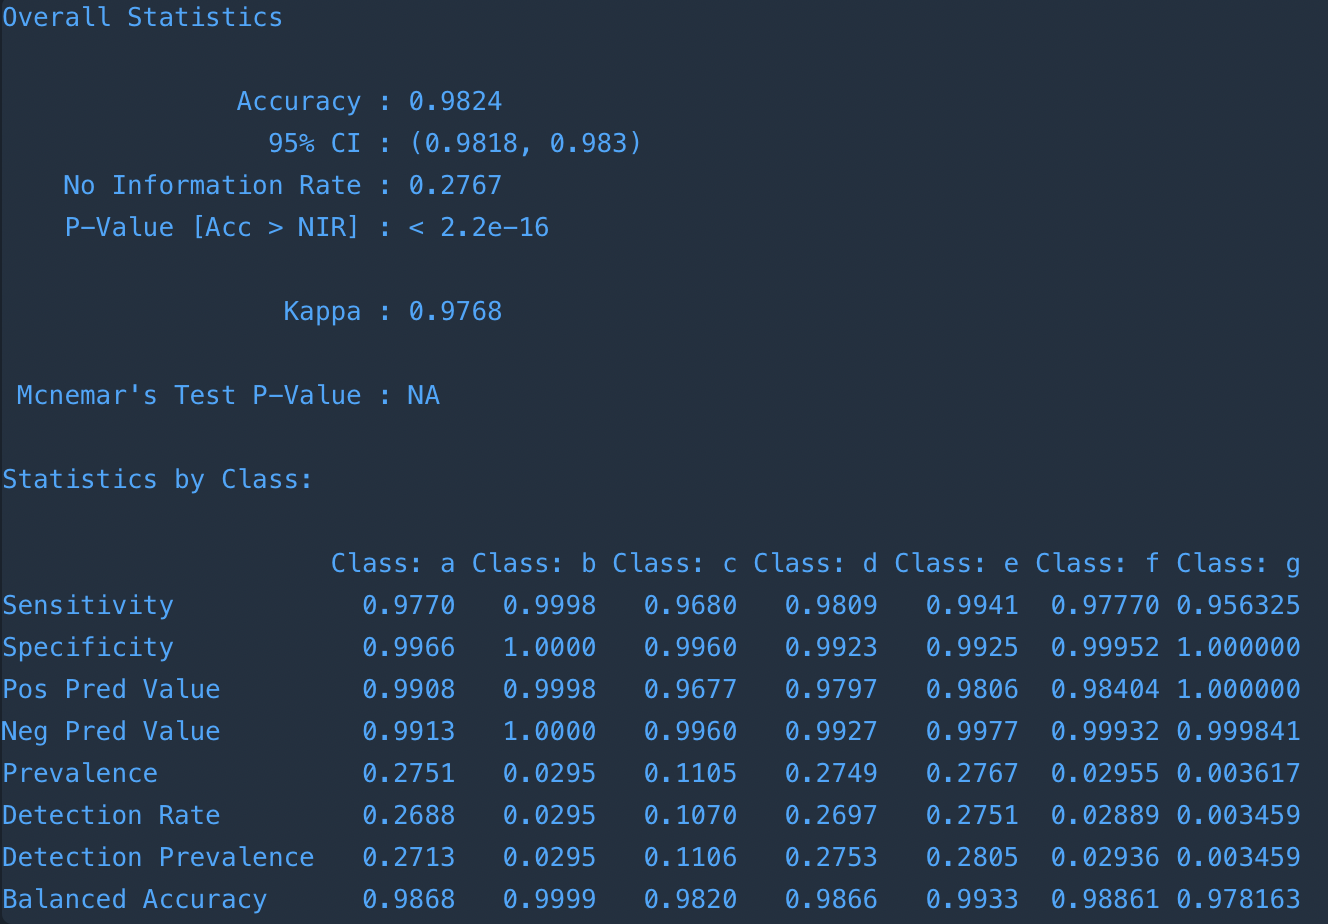 Overall Statistics
Accuracy : 0.9824
95% CI : (0.9818, 0.983)
No Information Rate : 0.2767
P-Value [Acc > NIR] : < 2.2e-16
Kappa : 0.9768
Mcnemar's Test P-Value : NA
Statistics by Class:
Class: a Class: b Class: c Class: d Class: e Class: f Class: g
Sensitivity 0.9770 0.9998 0.9680 0.9809 0.9941 0.97770 0.956325
Specificity 0.9966 1.0000 0.9960 0.9923 0.9925 0.99952 1.000000
Pos Pred Value 0.9908 0.9998 0.9677 0.9797 0.9806 0.98404 1.000000
Neg Pred Value 0.9913 1.0000 0.9960 0.9927 0.9977 0.99932 0.999841
Prevalence 0.2751 0.0295 0.1105 0.2749 0.2767 0.02955 0.003617
Detection Rate 0.2688 0.0295 0.1070 0.2697 0.2751 0.02889 0.003459
Detection Prevalence 0.2713 0.0295 0.1106 0.2753 0.2805 0.02936 0.003459
Balanced Accuracy 0.9868 0.9999 0.9820 0.9866 0.9933 0.98861 0.978163